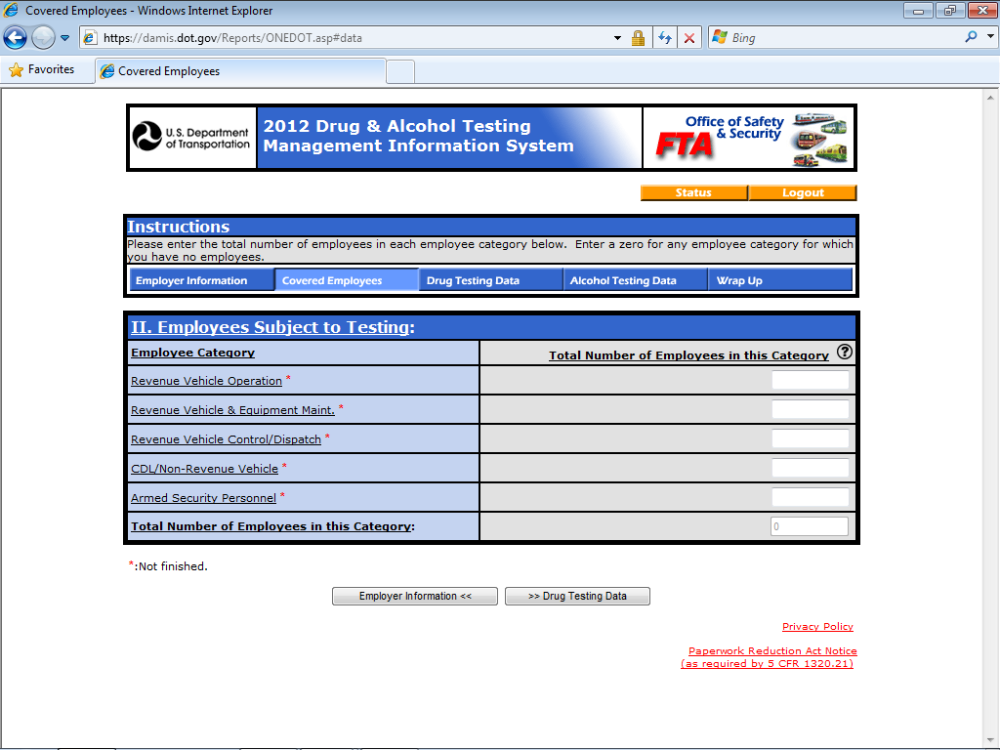 Covered Employees - Windows Internet Explorer
https://damis.dot.gov/Reports/ONEDOT.asp#data
Bing
Favorites
Covered Employees
U.S. Department
of Transportation
2012 Drug & Alcohol Testing
Management Information System
Office of Safety
& Security
FTA
Status
Logout
Instructions
Please enter the total number of employees in each employee category below. Enter a zero for any employee category for which
you have no employees.
Employer Information
Covered Employees
Drug Testing Data
Alcohol Testing Data
Wrap Up
II. Employees Subject to Testing:
Employee Category
Total Number of Employees in this Category ?
Revenue Vehicle Operation *
Revenue Vehicle & Equipment Maint. *
Revenue Vehicle Control/Dispatch *
CDL/Non-Revenue Vehicle *
Armed Security Personnel *
Total Number of Employees in this Category:
0
*:Not finished.
Employer Information <<
>> Drug Testing Data
Privacy Policy
Paperwork Reduction Act Notice
(as required by 5 CFR 1320.21)